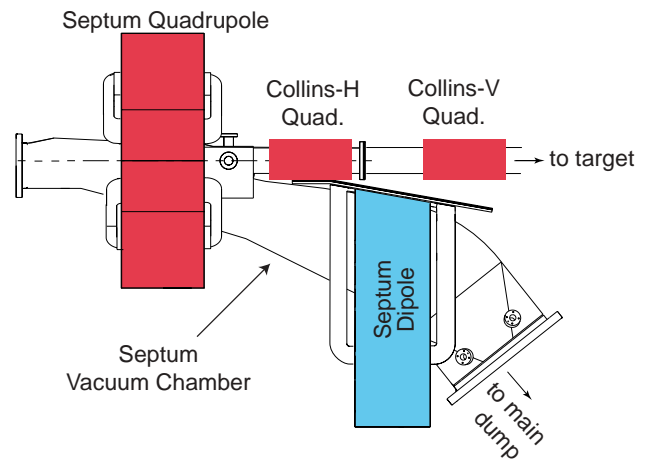 Septum Quadrupole
Collins-H
Quad.
Collins-V
Quad.
to target
Septum
Dipole
Septum
Vacuum Chamber
to main
dump